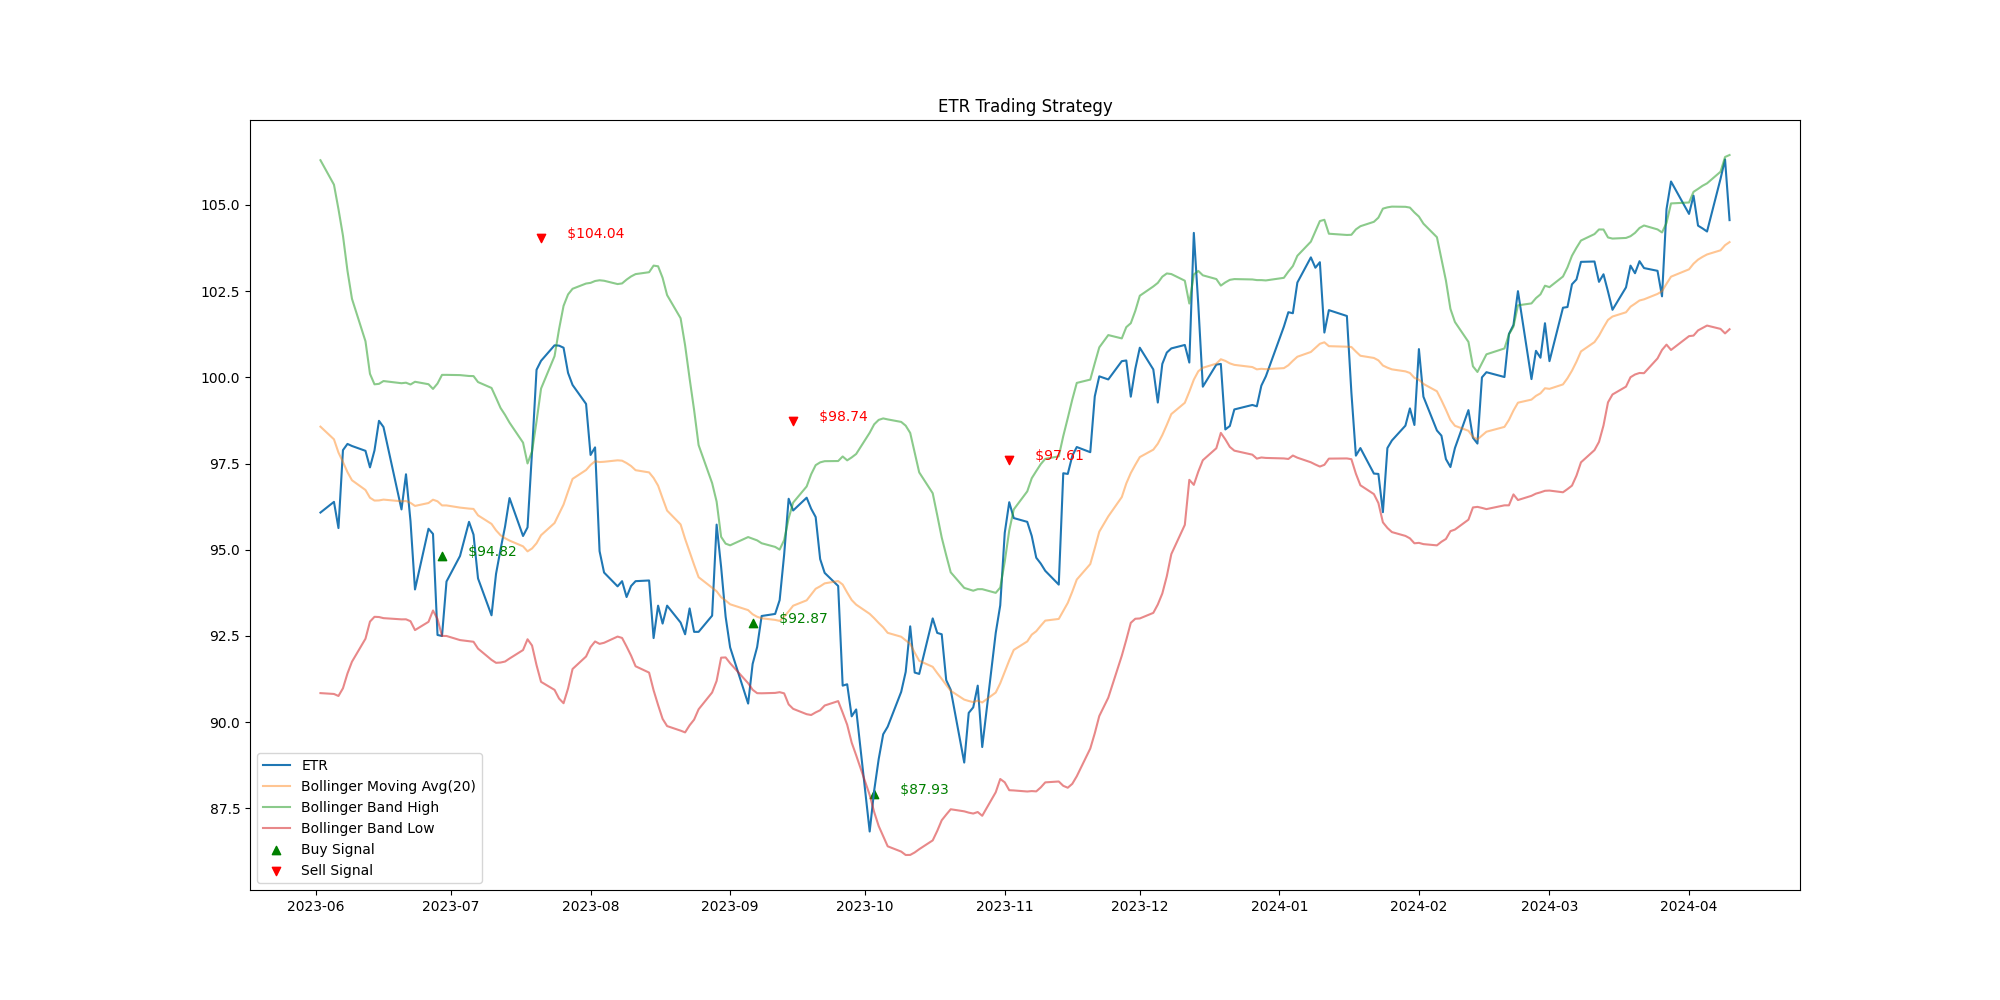 ETR Trading Strategy
105.0
102.5
100.0
97.5
95.0
92.5
90.0
87.5
$104.04
$98.74
$97.61
$94.82
$92.87
$87.93
ETR
Bollinger Moving Avg(20)
Bollinger Band High
Bollinger Band Low
Buy Signal
Sell Signal
2023-06 2023-07 2023-08 2023-09 2023-10 2023-11 2023-12 2024-01 2024-02 2024-03 2024-04